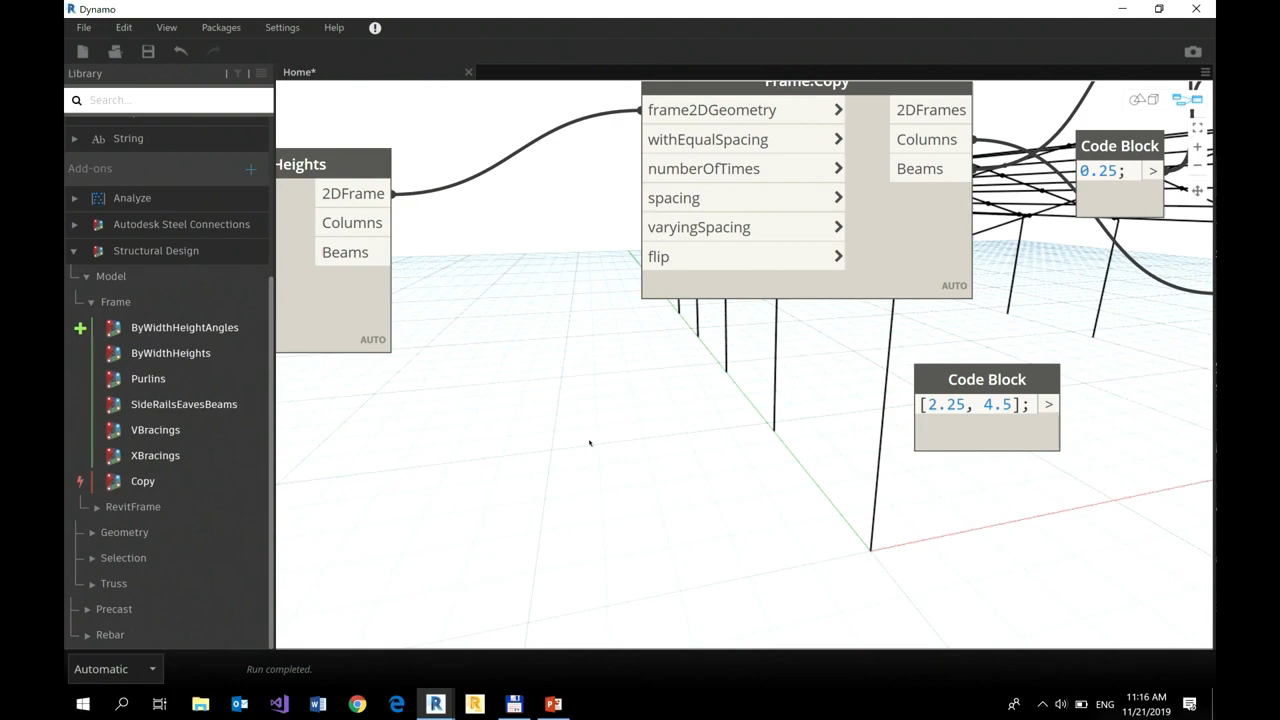 Dynamo
File Edit View Packages Settings Help
Library
Home*
Search...
String
Add-ons
Analyze
Autodesk Steel Connections
Structural Design
Model
Frame
ByWidthHeightAngles
ByWidthHeights
Purlins
SideRailsEavesBeams
VBracings
XBracings
Copy
RevitFrame
Geometry
Selection
Truss
Precast
Rebar
Heights
2DFrame
Columns
Beams
AUTO
Frame.Copy
frame2DGeometry > 2DFrames
withEqualSpacing > Columns
numberOfTimes > Beams
spacing >
varyingSpacing >
flip >
AUTO
Code Block
0.25; >
Code Block
[2.25, 4.5]; >
Automatic
Run completed.
ENG
11:16 AM
11/21/2019